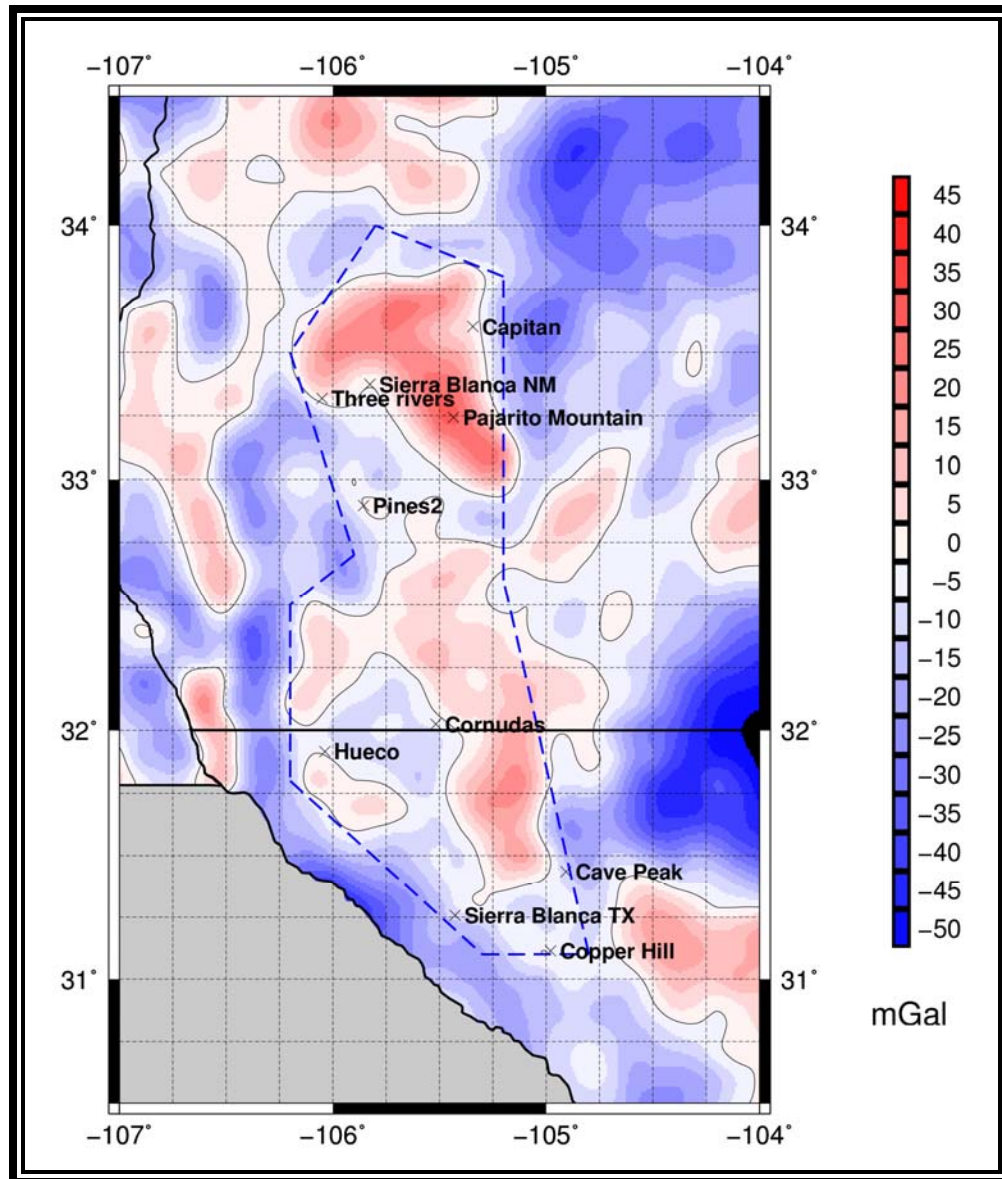 −107˚ −106˚ −105˚ −104˚
45
40
35
30
25
20
15
10
5
0
−5
−10
−15
−20
−25
−30
−35
−40
−45
−50
mGal
34˚ 34˚
Capitan
Sierra Blanca NM
Three rivers
Pajarito Mountain
33˚ 33˚
Pines2
Cornudas
32˚ 32˚
Hueco
Cave Peak
Sierra Blanca TX
Copper Hill
31˚ 31˚
−107˚ −106˚ −105˚ −104˚